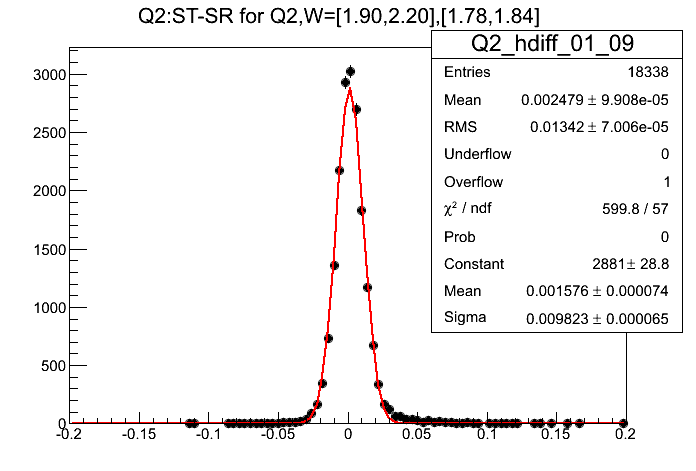 Q2:ST-SR for Q2,W=[1.90,2.20],[1.78,1.84]
Q2_hdiff_01_09
Entries 18338
Mean 0.002479 ± 9.908e-05
RMS 0.01342 ± 7.006e-05
Underflow 0
Overflow 1
χ² / ndf 599.8 / 57
Prob 0
Constant 2881± 28.8
Mean 0.001576 ± 0.000074
Sigma 0.009823 ± 0.000065
3000
2500
2000
1500
1000
500
0
-0.2 -0.15 -0.1 -0.05 0 0.05 0.1 0.15 0.2